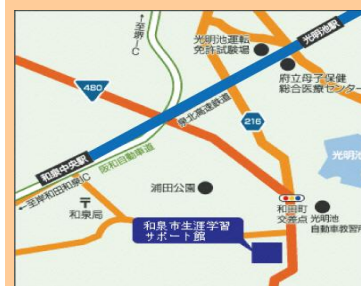 ←至堺IC
光明池運転
免許試験場
光明池駅
府立母子保健
総合医療センター
480
泉北高速鉄道
216
和泉中央駅
阪和自動車道
光明池
←至岸和田和泉IC
浦田公園
〒
和泉局
和田町
交差点
光明池
自動車教習所
和泉市生涯学習
サポート館